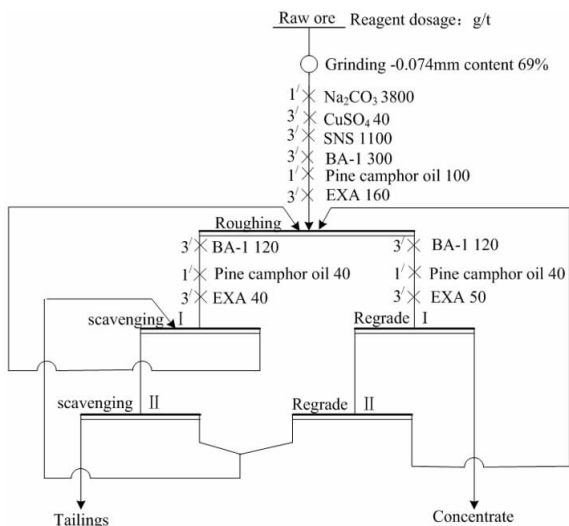 Raw ore Reagent dosage: g/t
Grinding -0.074mm content 69%
1′ Na₂CO₃ 3800
3′ CuSO₄ 40
3′ SNS 1100
3′ BA-1 300
1′ Pine camphor oil 100
3′ EXA 160
Roughing
3′ BA-1 120
1′ Pine camphor oil 40
3′ EXA 40
3′ BA-1 120
1′ Pine camphor oil 40
3′ EXA 50
scavenging I
Regrade I
scavenging II
Regrade II
Tailings
Concentrate